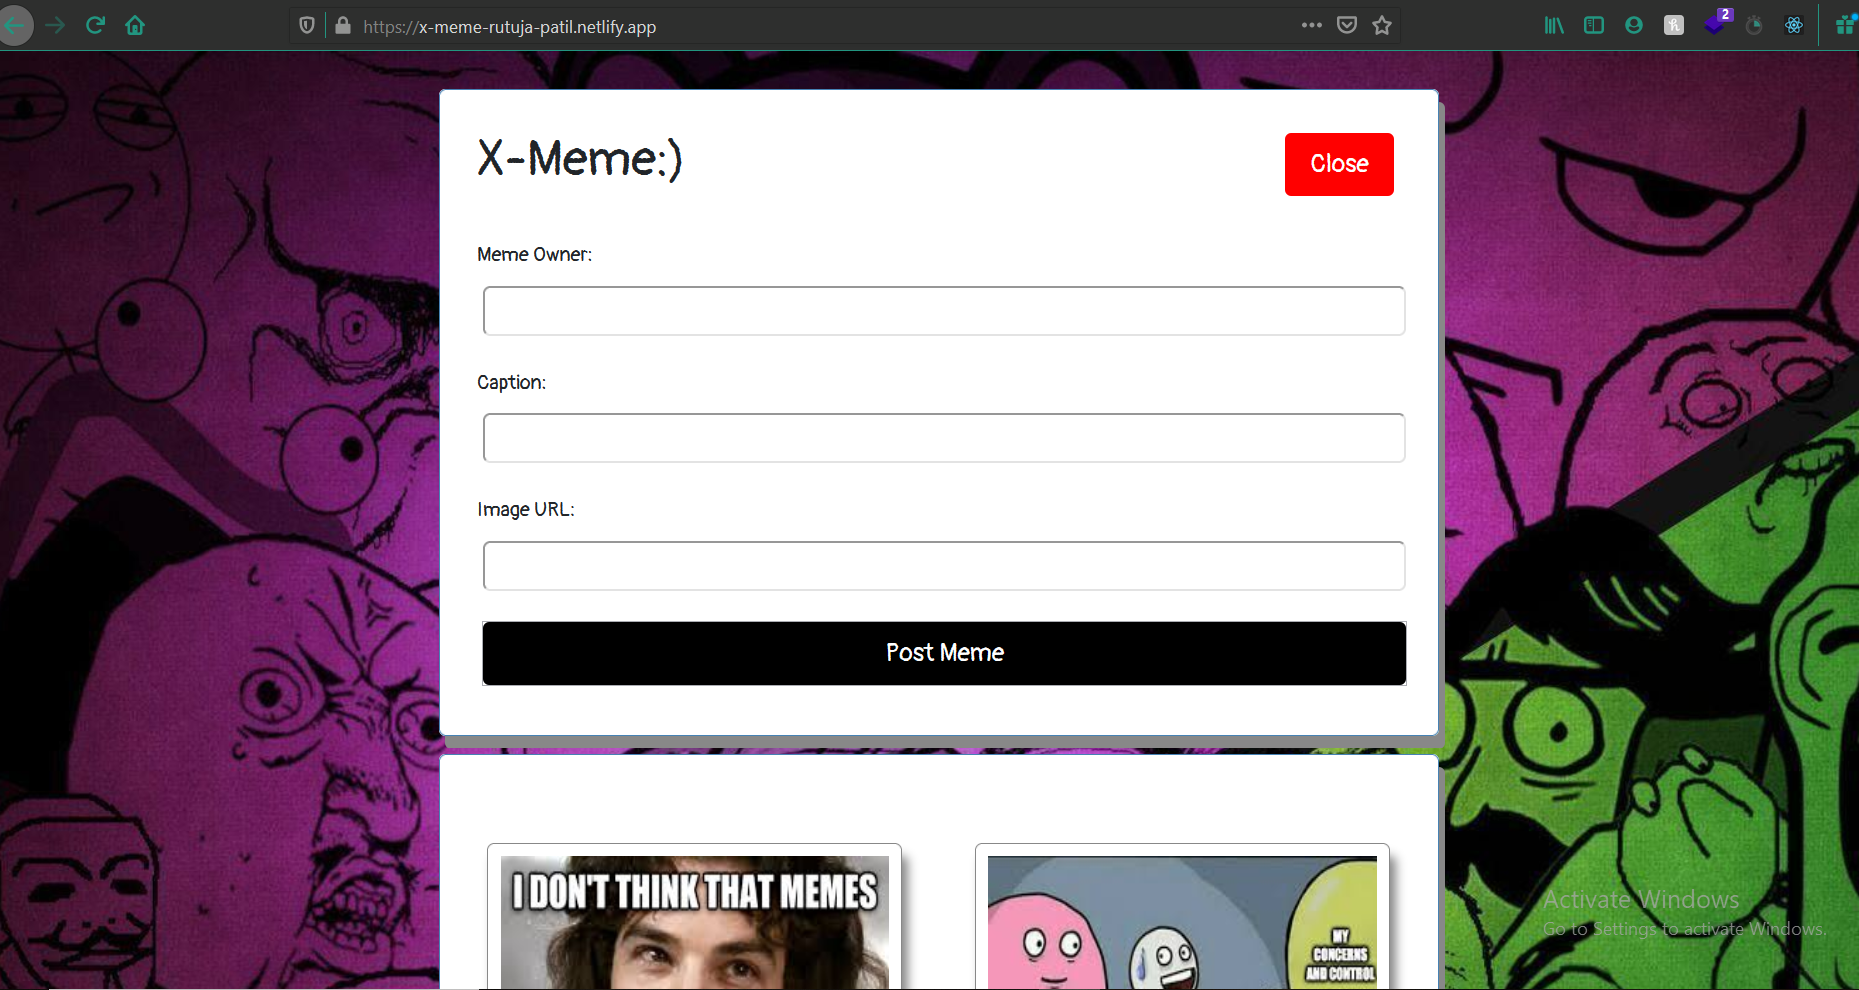 https://x-meme-rutuja-patil.netlify.app
2
X-Meme:)
Close
Meme Owner:
Caption:
Image URL:
Post Meme
I DON'T THINK THAT MEMES
MY
CONCERNS
AND CONTROL
Activate Windows
Go to Settings to activate Windows.